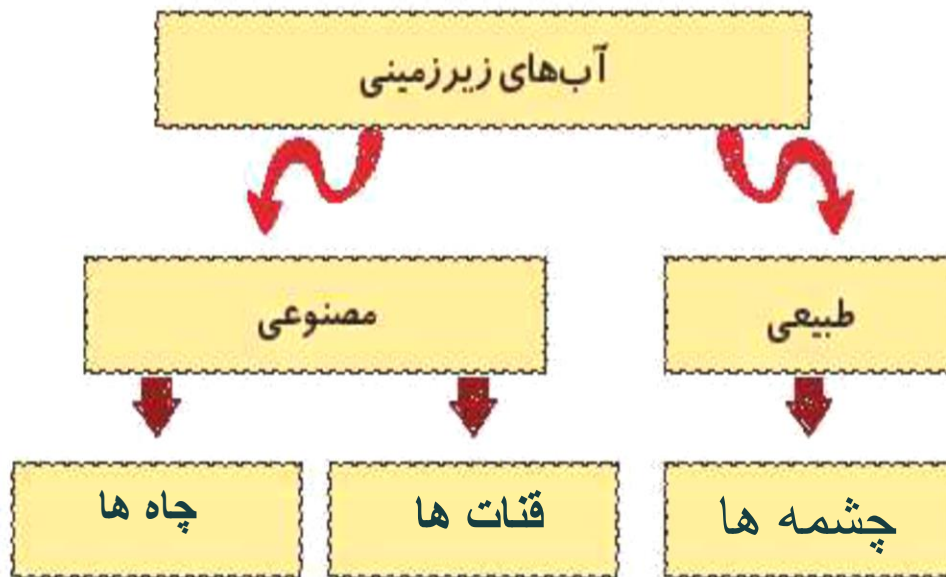 آب‌های زیرزمینی
طبیعی
مصنوعی
چشمه ها
قنات ها
چاه ها